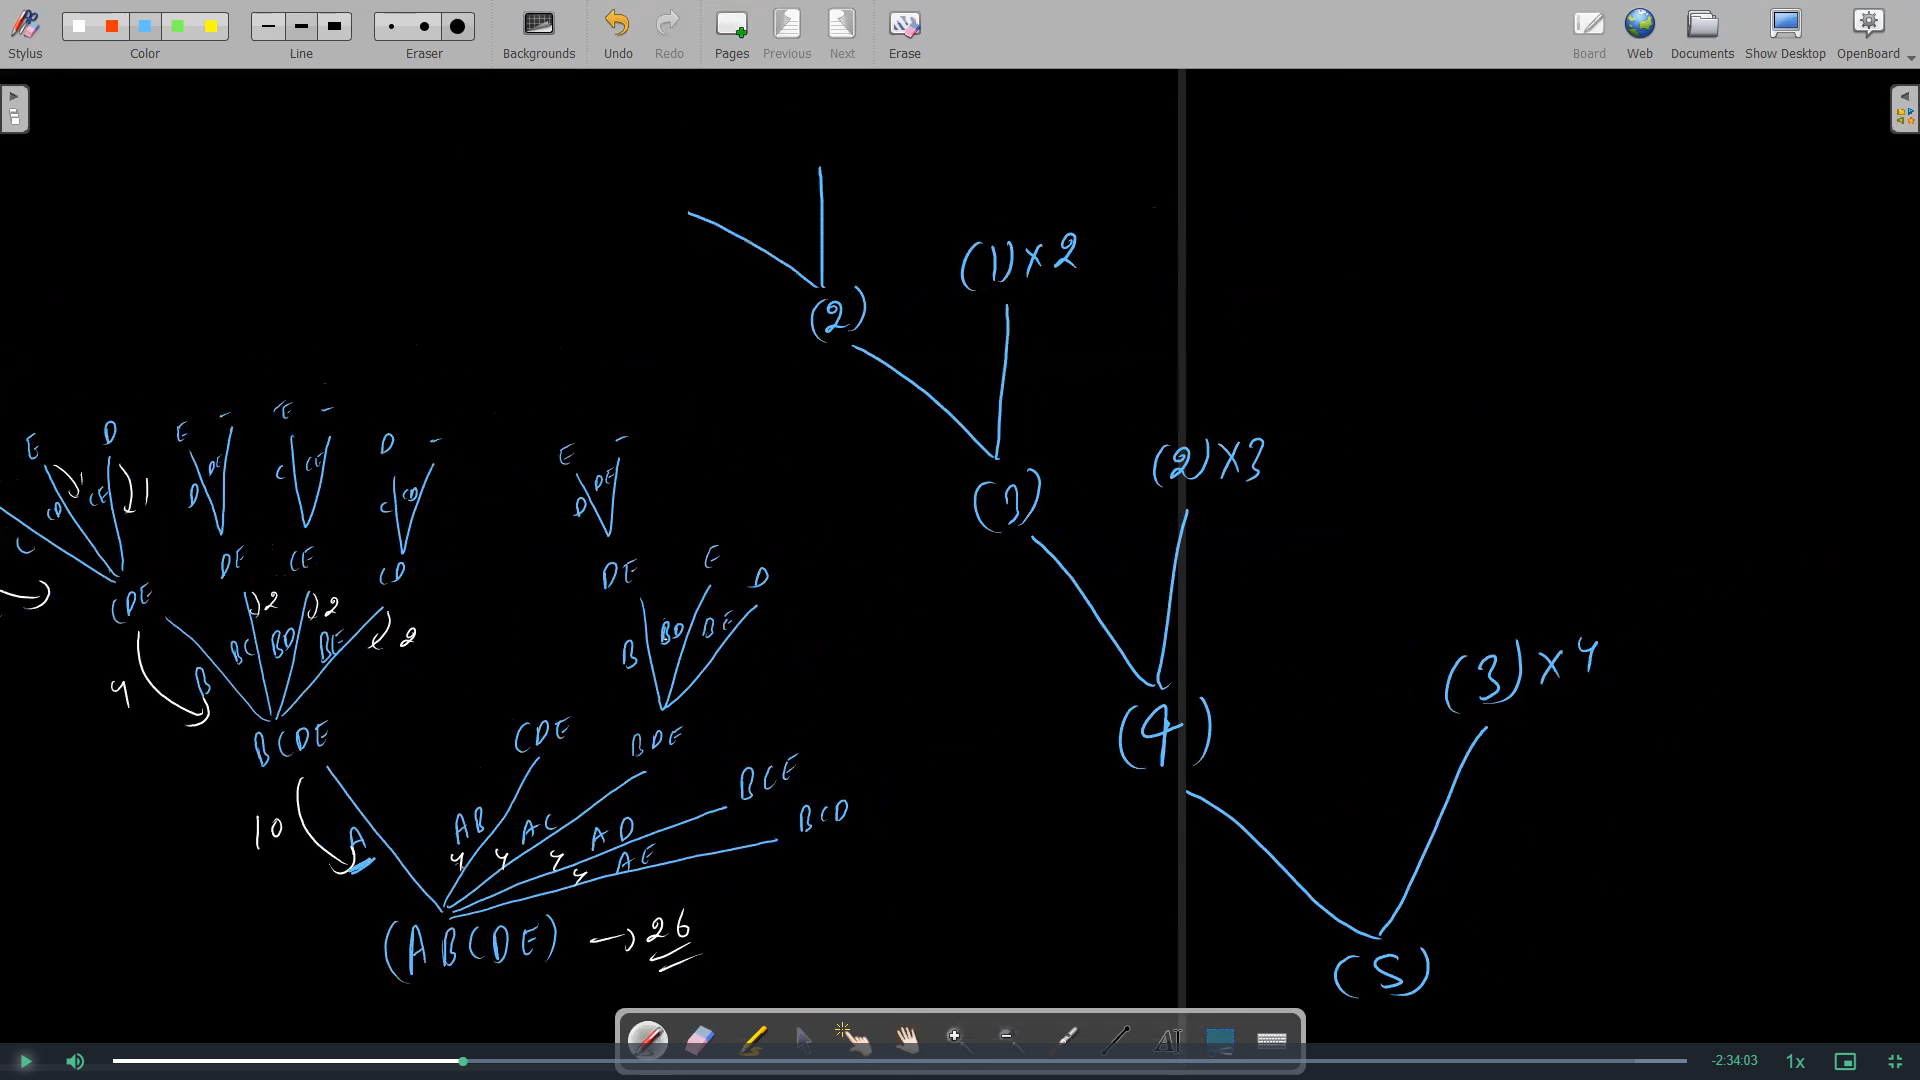 Stylus Color Line Eraser Backgrounds Undo Redo Pages Previous Next Erase Board Web Documents Show Desktop OpenBoard
(1) x 2
(2)
E D E - E - D - E -
CD CE 1 D DE C CE C CD D DE
(3) (2) x 3
CDE DE CE CD DE E D
2 2 2
B BC BD BE B BD BE
4
(3) x 4
BCDE CDE BDE BCE BCD
(4)
10 A AB AC AD AE
4 4 4 4
(ABCDE) → 26
(5)
-2:34:03 1x